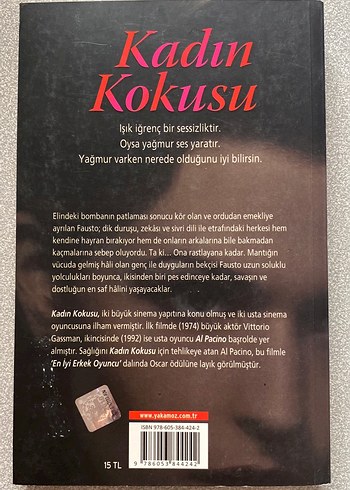 Kadın
Kokusu
Işık iğrenç bir sessizliktir.
Oysa yağmur ses yaratır.
Yağmur varken nerede olduğunu iyi bilirsin.
Elindeki bombanın patlaması sonucu kör olan ve ordudan emekliye
ayrılan Fausto; dik duruşu, zekâsı ve sivri dili ile etrafındaki herkesi hem
kendine hayran bırakıyor hem de onların arkalarına bile bakmadan
kaçmalarına sebep oluyordu. Ta ki... Ona rastlayana kadar. Mantığın
vücuda gelmiş hâli olan genç ile duyguların bekçisi Fausto uzun soluklu
yolculukları boyunca, ikisinden biri pes edinceye kadar, savaşın ve
dostluğun en saf hâlini yaşayacaklar.
Kadın Kokusu, iki büyük sinema yapıtına konu olmuş ve iki usta sinema
oyuncusuna ilham vermiştir. İlk filmde (1974) büyük aktör Vittorio
Gassman, ikincisinde (1992) ise usta oyuncu Al Pacino başrolde yer
almıştır. Sağlığını Kadın Kokusu için tehlikeye atan Al Pacino, bu filmle
'En İyi Erkek Oyuncu' dalında Oscar ödülüne layık görülmüştür.
www.yakamoz.com.tr
ISBN 978-605-384-424-2
9 786053 844242
15 TL